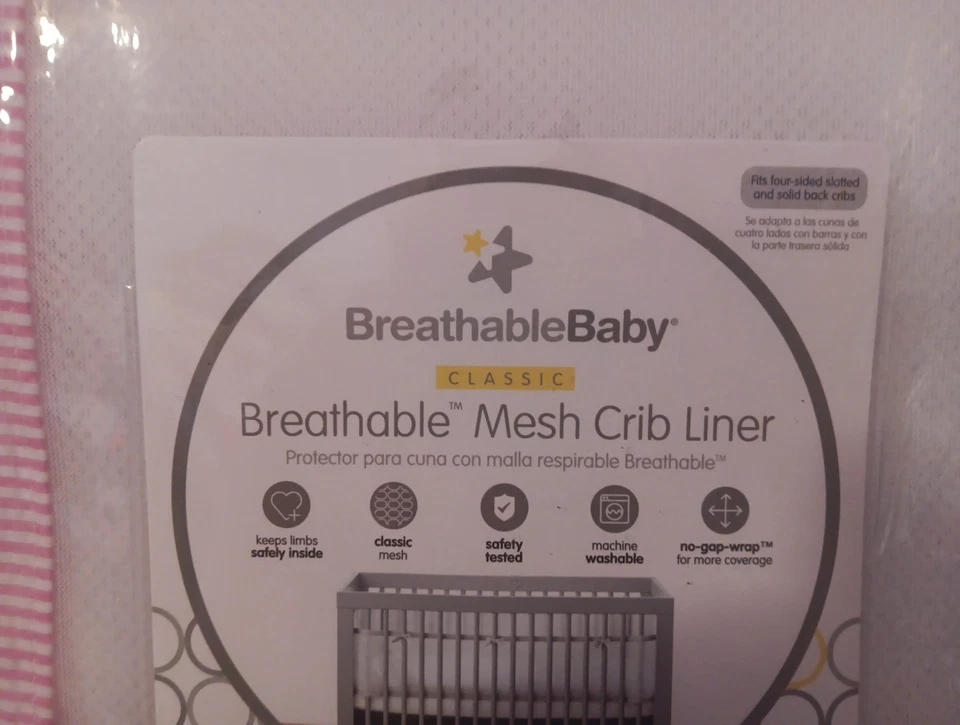 Fits four-sided slatted
and solid back cribs
Se adapta a las cunas de
cuatro lados con barras y con
la parte trasera sólida
BreathableBaby®
CLASSIC
Breathable™ Mesh Crib Liner
Protector para cuna con malla respirable Breathable™
keeps limbs
safely inside
classic
mesh
safety
tested
machine
washable
no-gap-wrap™
for more coverage